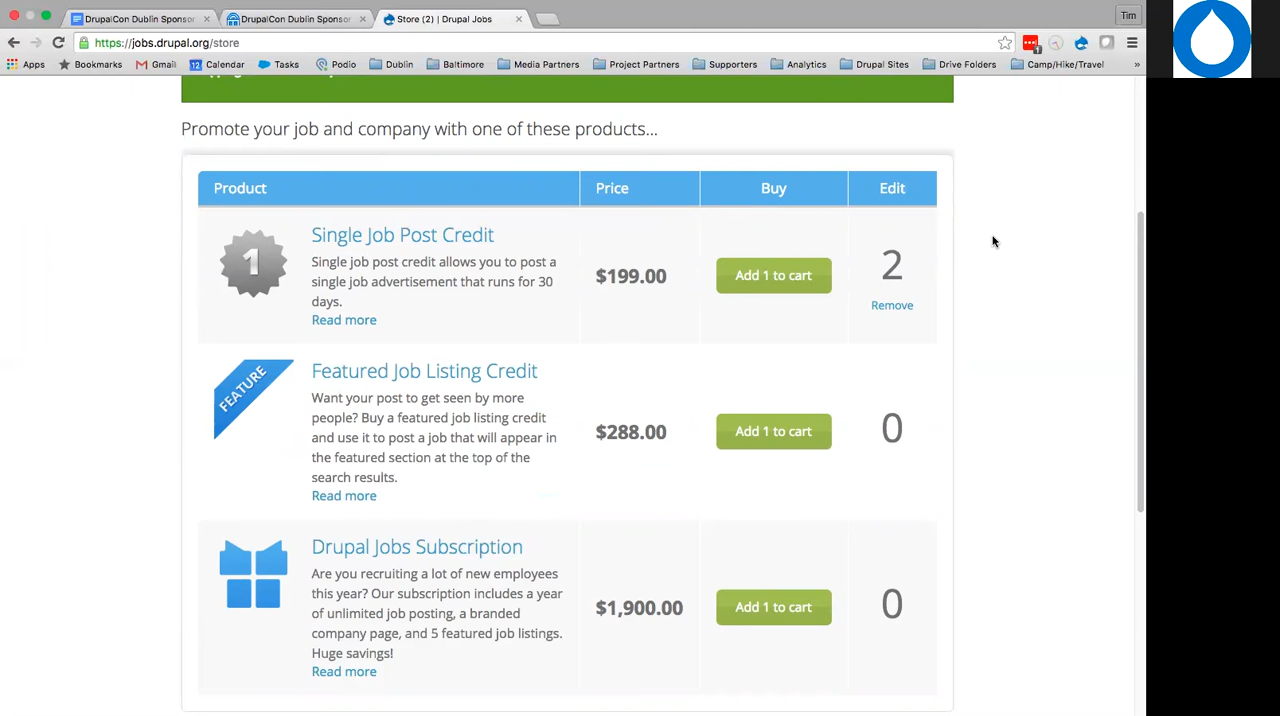 DrupalCon Dublin Sponsor
DrupalCon Dublin Sponsor
Store (2) | Drupal Jobs
Tim
https://jobs.drupal.org/store
1
Apps
Bookmarks
Gmail
12
Calendar
Tasks
Podio
Dublin
Baltimore
Media Partners
Project Partners
Supporters
Analytics
Drupal Sites
Drive Folders
Camp/Hike/Travel
»
Promote your job and company with one of these products...
Product
Price
Buy
Edit
1
Single Job Post Credit
Single job post credit allows you to post a
single job advertisement that runs for 30
days.
Read more
$199.00
Add 1 to cart
2
Remove
FEATURE
Featured Job Listing Credit
Want your post to get seen by more
people? Buy a featured job listing credit
and use it to post a job that will appear in
the featured section at the top of the
search results.
Read more
$288.00
Add 1 to cart
0
Drupal Jobs Subscription
Are you recruiting a lot of new employees
this year? Our subscription includes a year
of unlimited job posting, a branded
company page, and 5 featured job listings.
Huge savings!
Read more
$1,900.00
Add 1 to cart
0